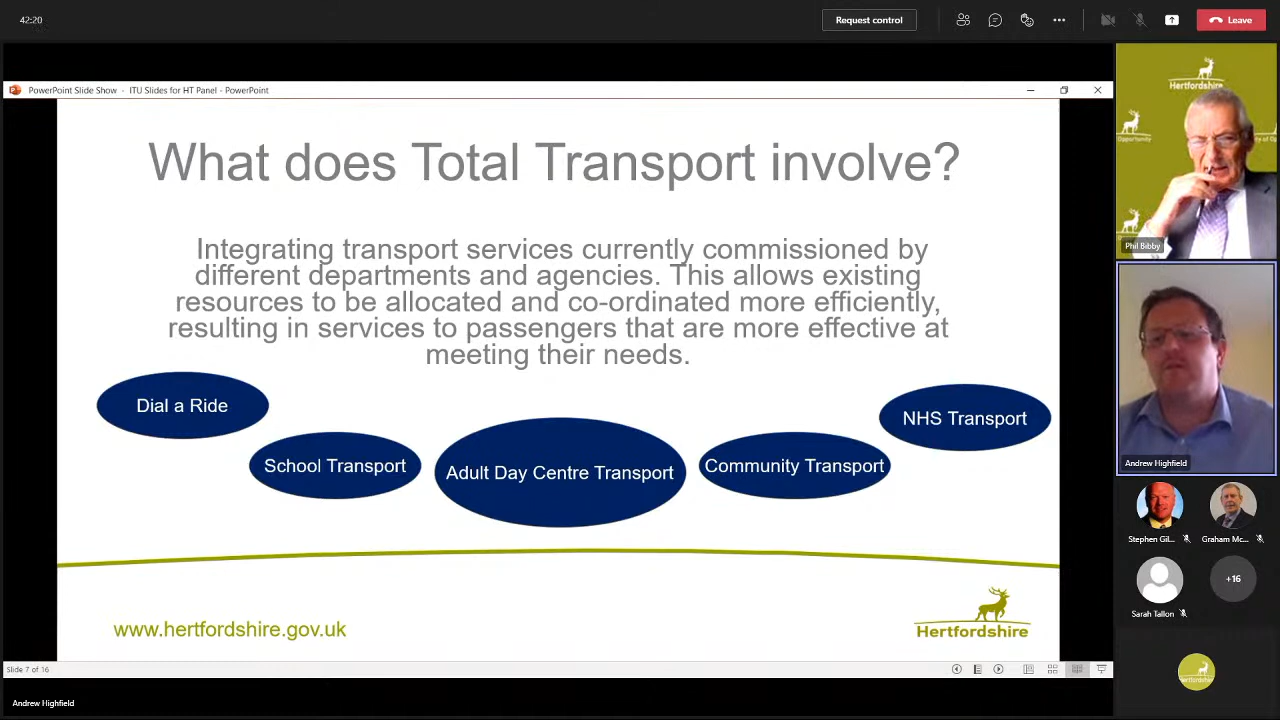 42:20
Request control
Leave
PowerPoint Slide Show - ITU Slides for HT Panel - PowerPoint
What does Total Transport involve?
Integrating transport services currently commissioned by
different departments and agencies. This allows existing
resources to be allocated and co-ordinated more efficiently,
resulting in services to passengers that are more effective at
meeting their needs.
Dial a Ride
School Transport
Adult Day Centre Transport
Community Transport
NHS Transport
www.hertfordshire.gov.uk
Hertfordshire
Slide 7 of 16
Andrew Highfield
Hertfordshire
Opportunity
Phil Bibby
Andrew Highfield
Stephen Gil...
Graham Mc...
Sarah Tallon
+16